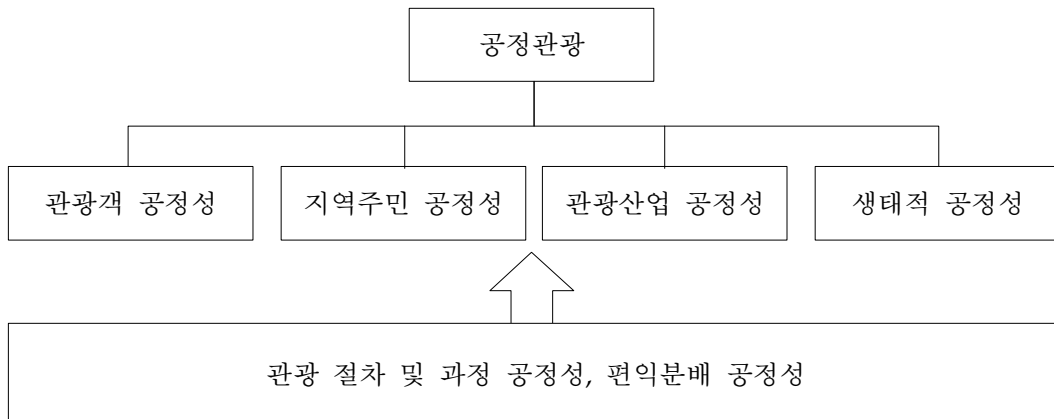 공정관광
관광객 공정성
지역주민 공정성
관광산업 공정성
생태적 공정성
관광 절차 및 과정 공정성, 편익분배 공정성